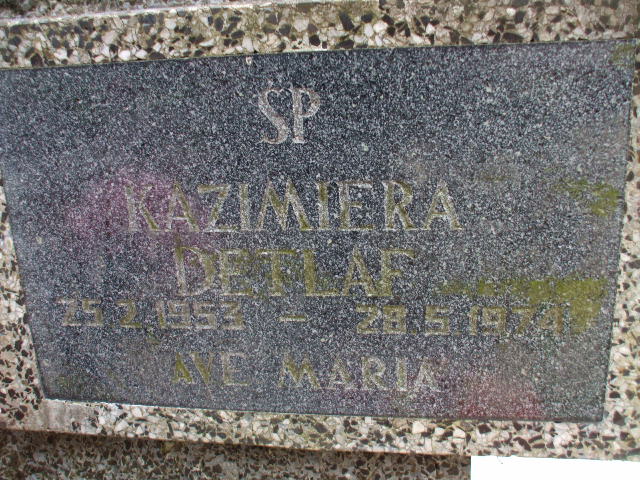 SP
KAZIMIERA
DETLAF
25.2.1953 – 28.5.1974
AVE MARIA